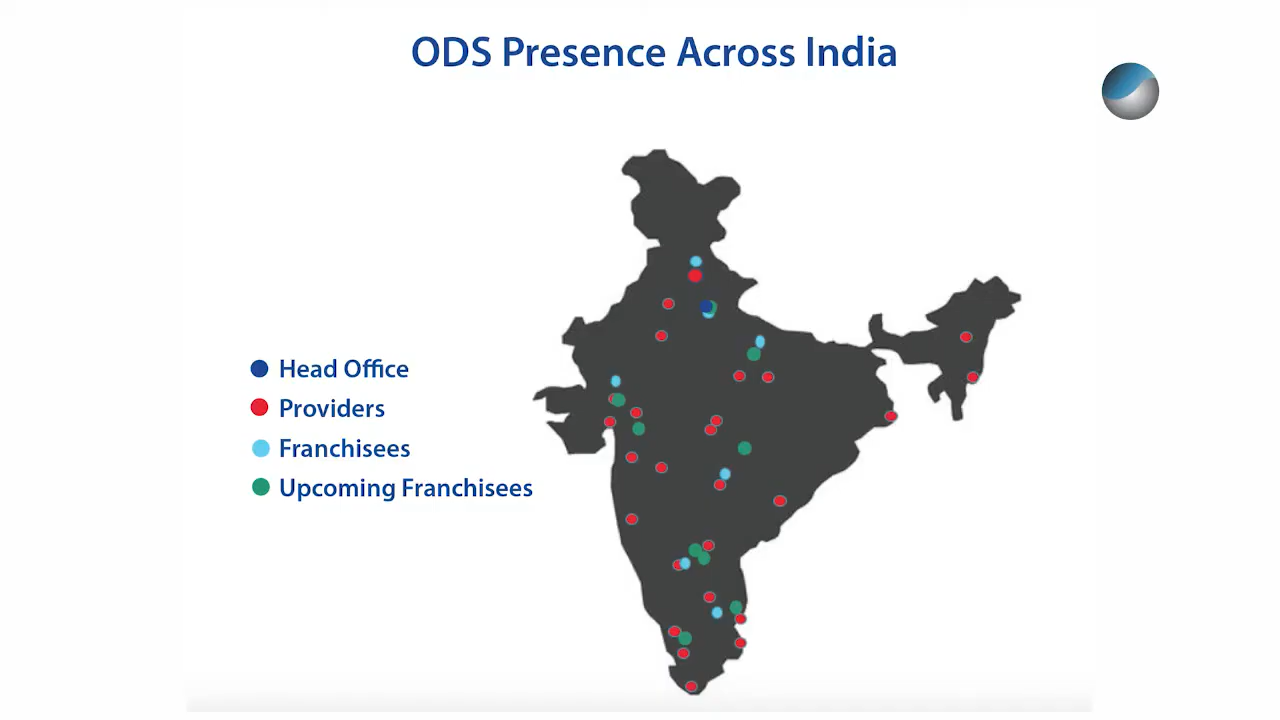 ODS Presence Across India
Head Office
Providers
Franchisees
Upcoming Franchisees